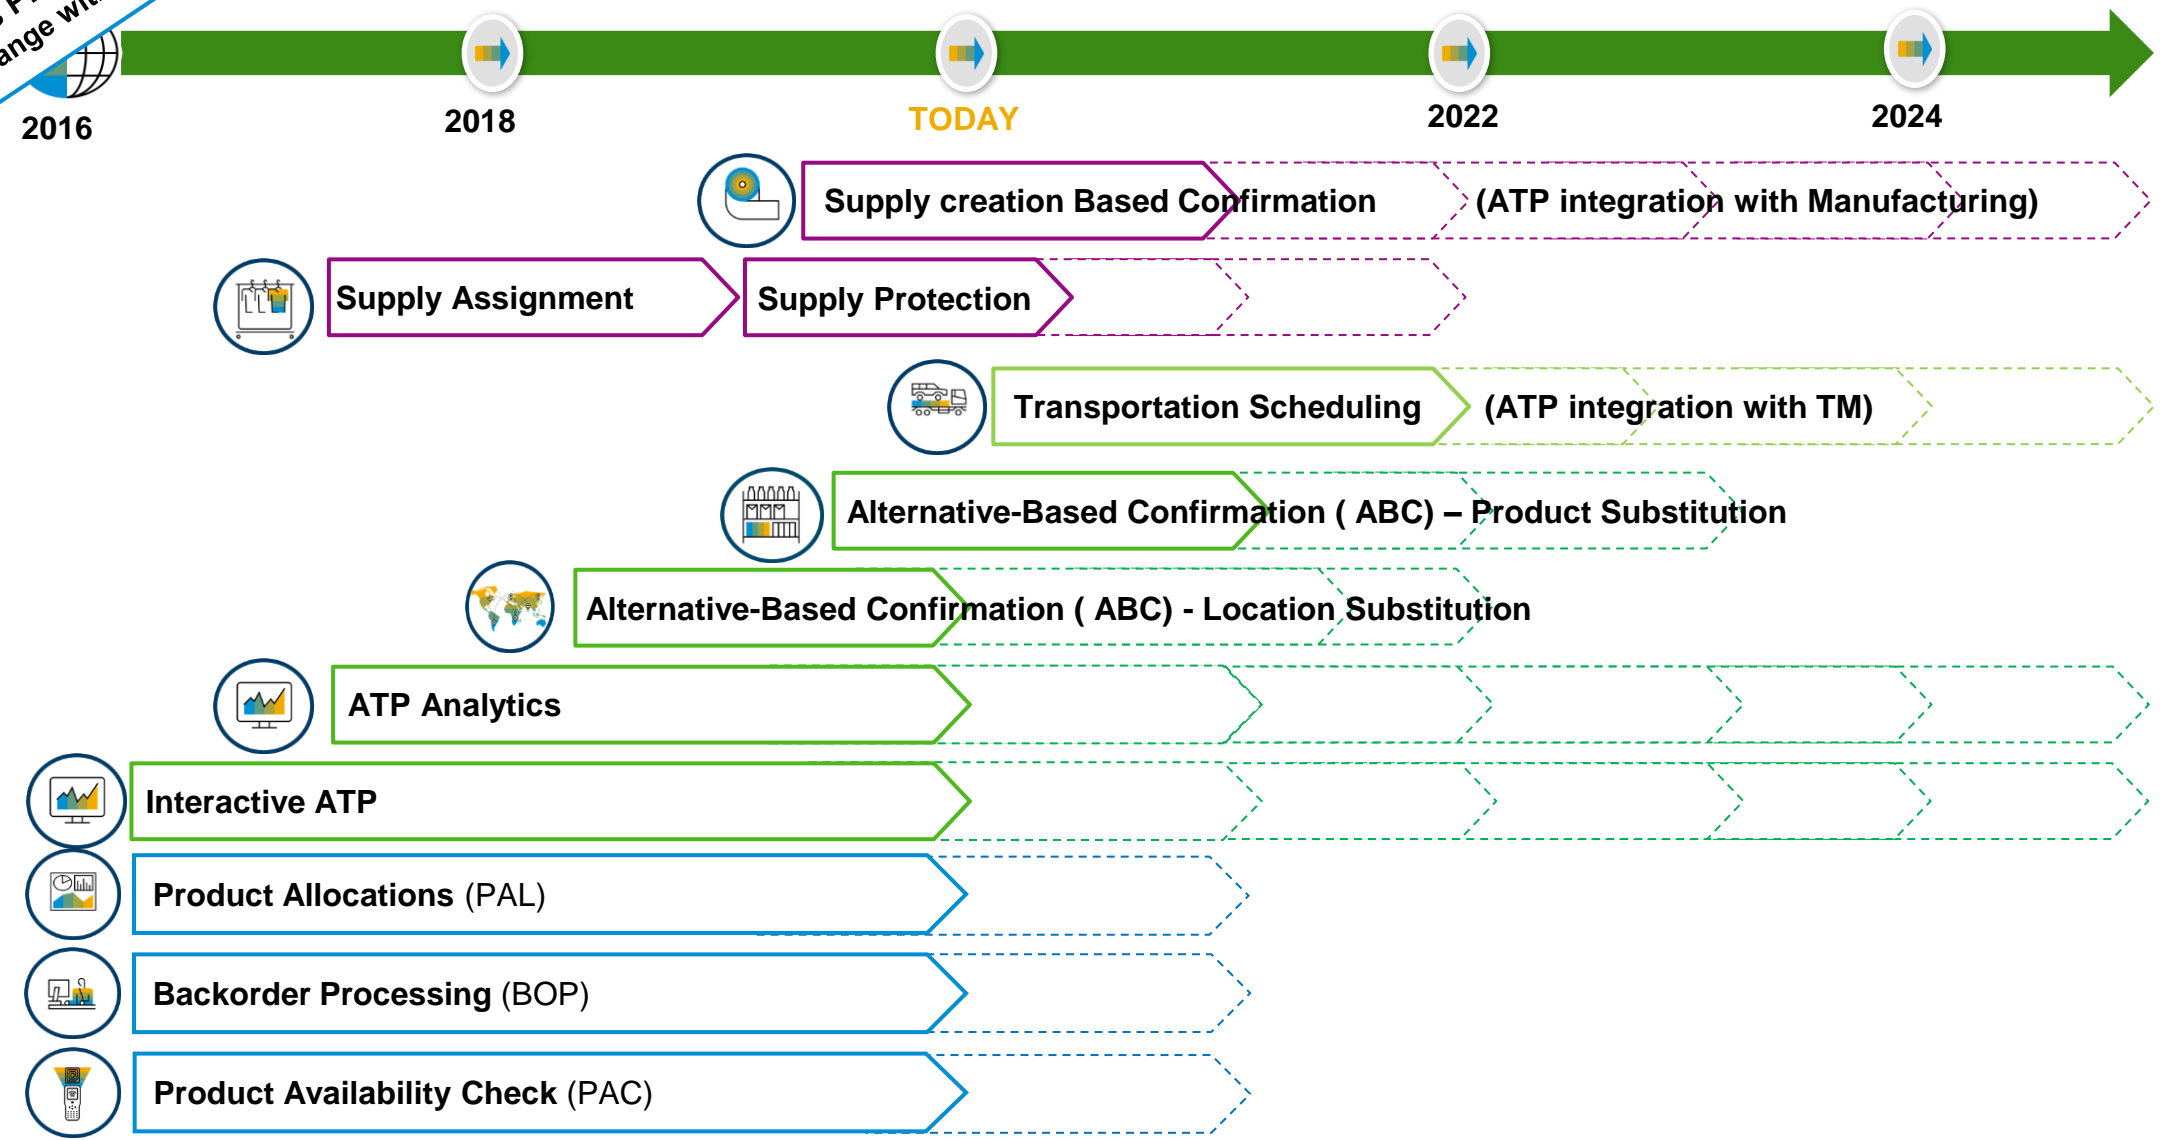 ange with
2016
2018
TODAY
2022
2024
Supply creation Based Confirmation (ATP integration with Manufacturing)
Supply Assignment
Supply Protection
Transportation Scheduling (ATP integration with TM)
Alternative-Based Confirmation ( ABC) – Product Substitution
Alternative-Based Confirmation ( ABC) - Location Substitution
ATP Analytics
Interactive ATP
Product Allocations (PAL)
Backorder Processing (BOP)
Product Availability Check (PAC)